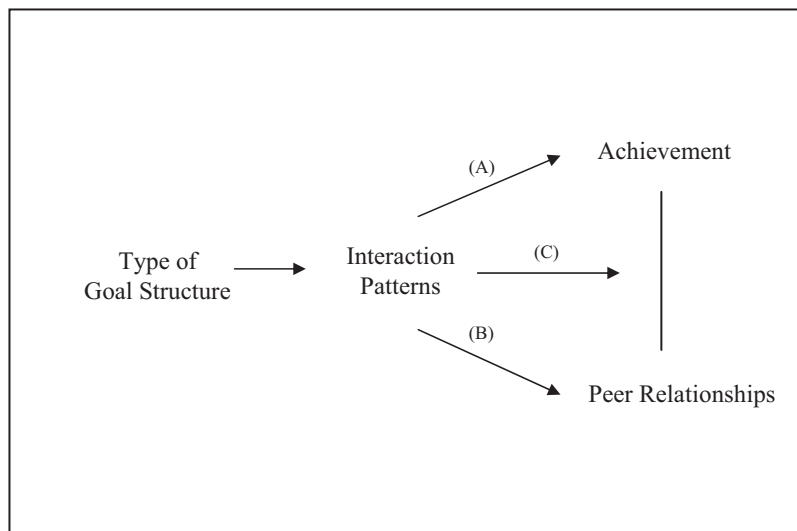 Type of
Goal Structure
Interaction
Patterns
(A)
(C)
(B)
Achievement
Peer Relationships